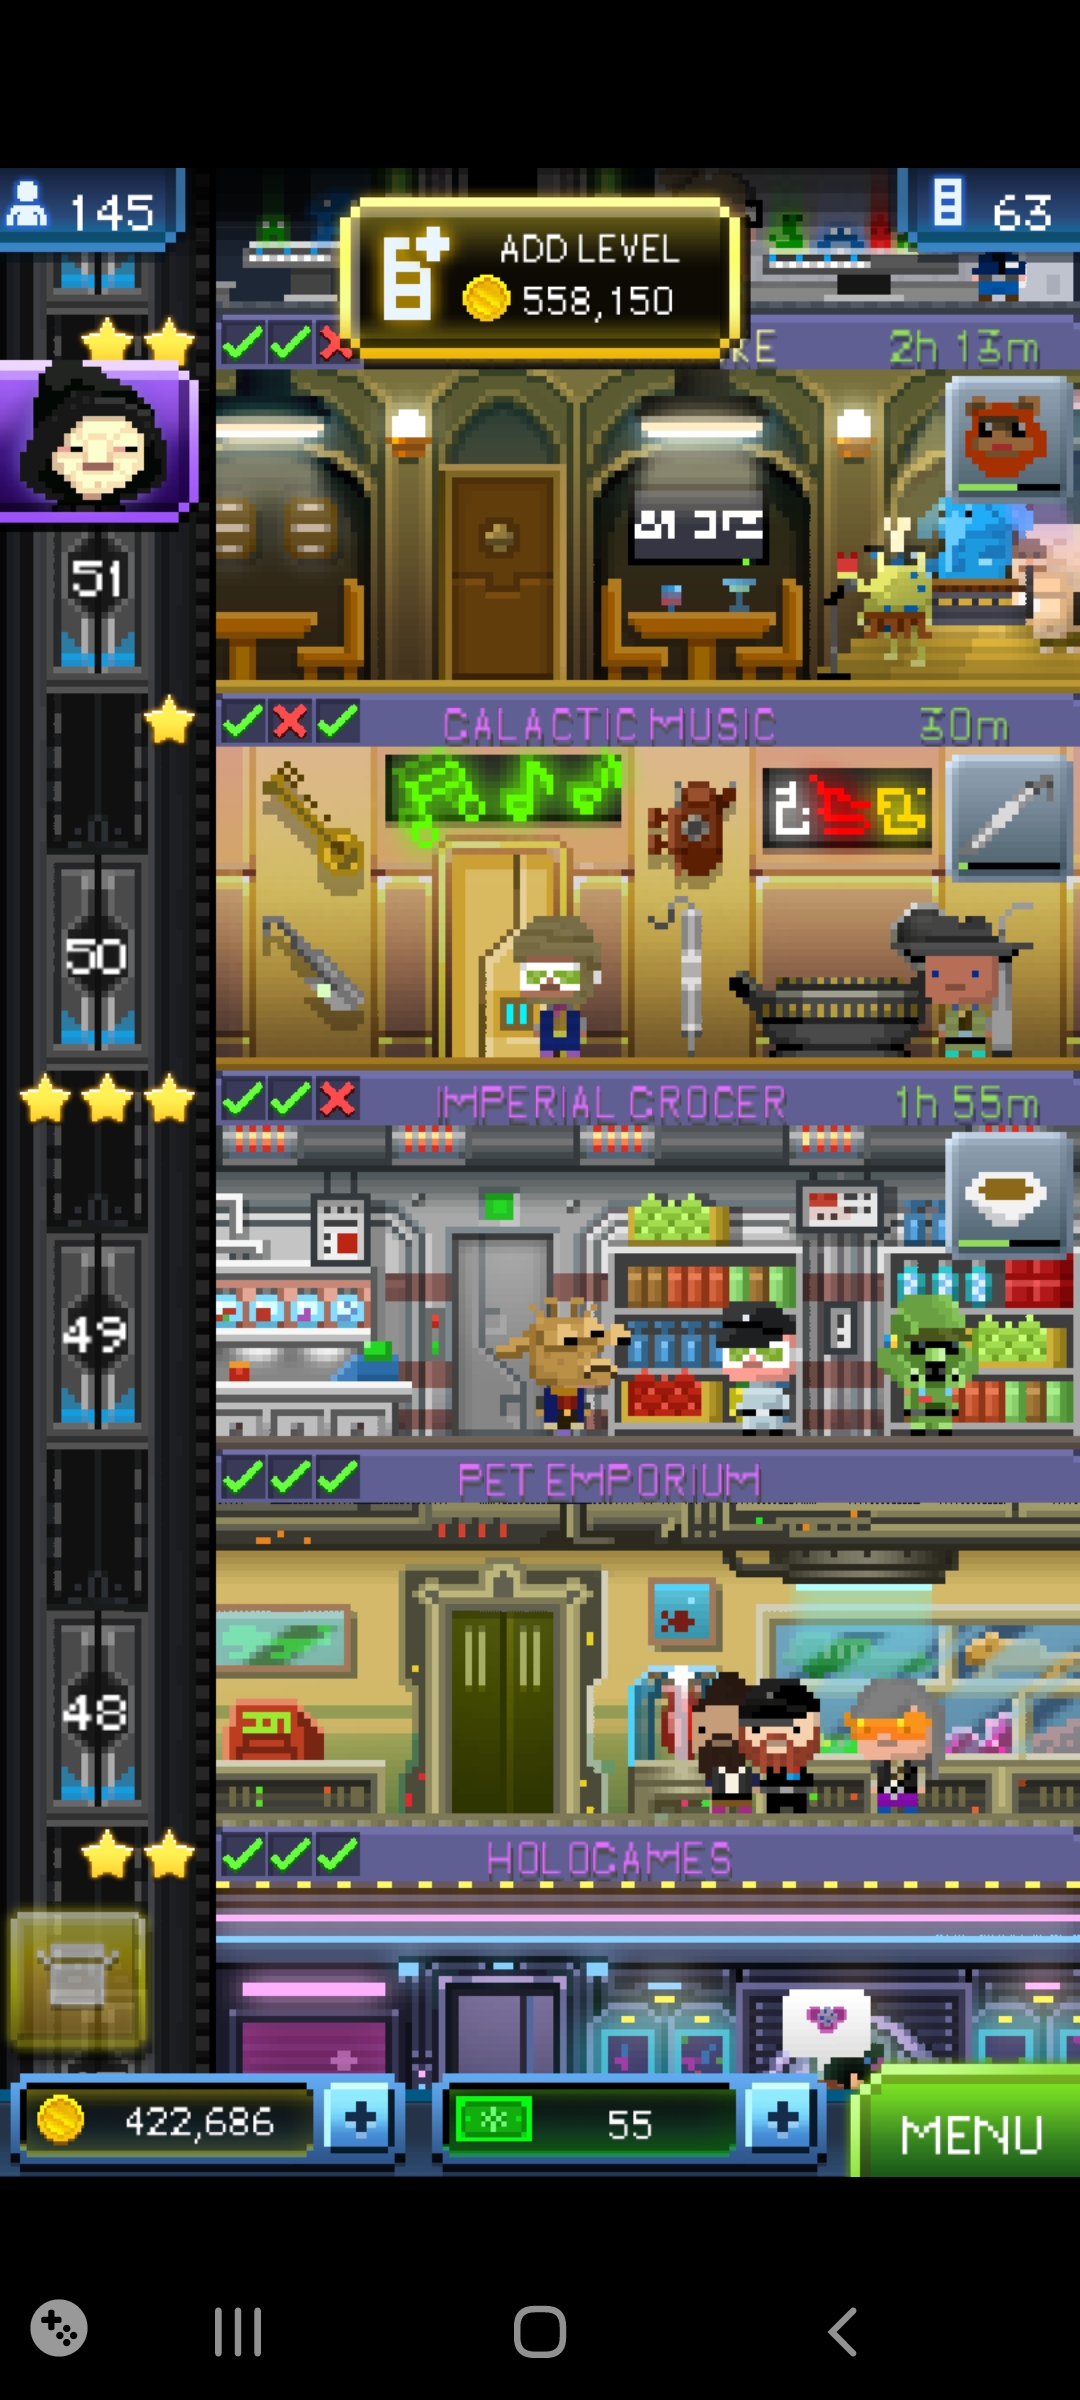 145
ADD LEVEL
558,150
63
2h 13m
51
GALACTIC MUSIC 30m
50
IMPERIAL GROCER 1h 55m
49
PET EMPORIUM
48
HOLOGAMES
422,686
55
MENU